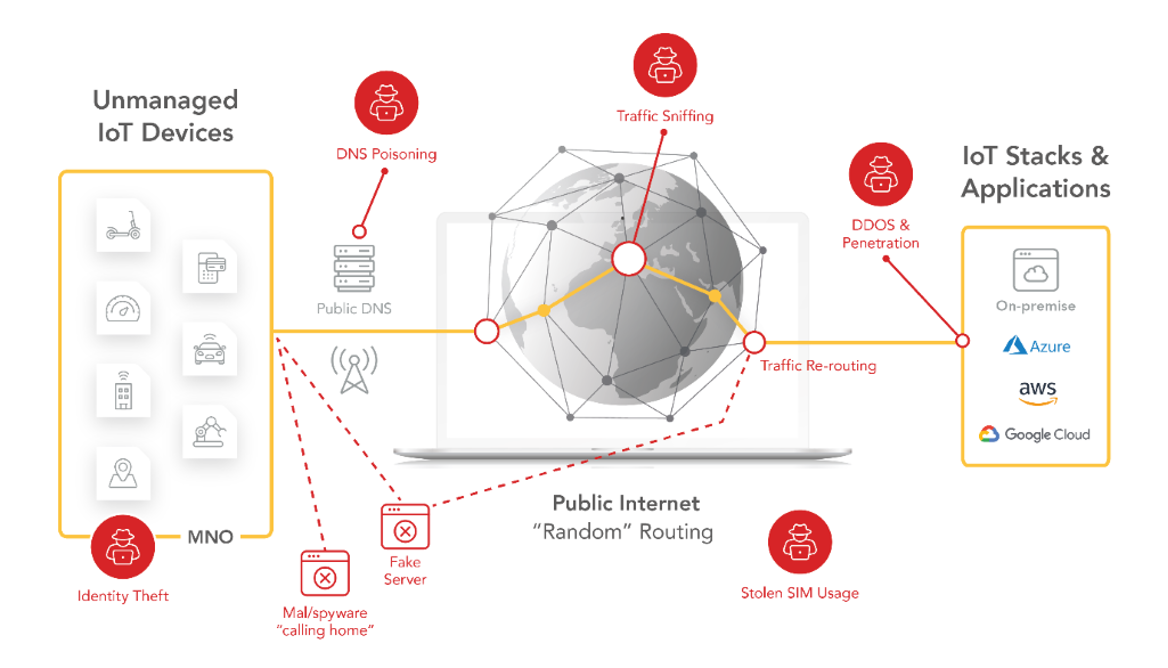 Unmanaged
IoT Devices
MNO
Identity Theft
DNS Poisoning
Public DNS
Mal/spyware
"calling home"
Fake
Server
Traffic Sniffing
Public Internet
"Random" Routing
Traffic Re-routing
Stolen SIM Usage
DDOS &
Penetration
IoT Stacks &
Applications
On-premise
Azure
aws
Google Cloud